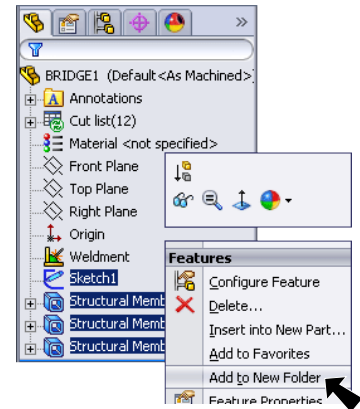 »
BRIDGE1 (Default<As Machined>
Annotations
Cut list(12)
Material <not specified>
Front Plane
Top Plane
Right Plane
Origin
Weldment
Sketch1
Structural Memb
Structural Memb
Structural Memb
Features
Configure Feature
Delete...
Insert into New Part...
Add to Favorites
Add to New Folder
Feature Properties